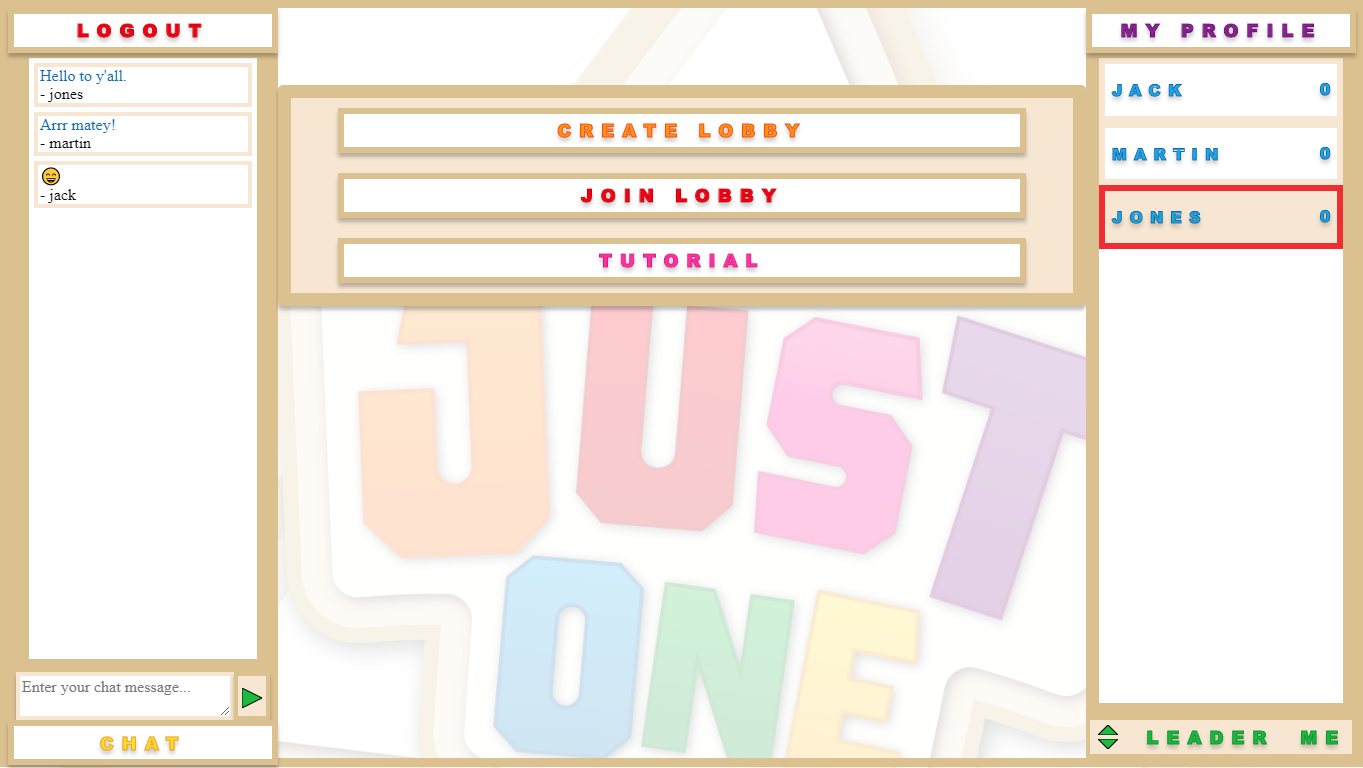 LOGOUT
Hello to y'all.
- jones
Arrr matey!
- martin
😄
- jack
Enter your chat message...
CHAT
CREATE LOBBY
JOIN LOBBY
TUTORIAL
JUST
ONE
MY PROFILE
JACK 0
MARTIN 0
JONES 0
LEADER ME